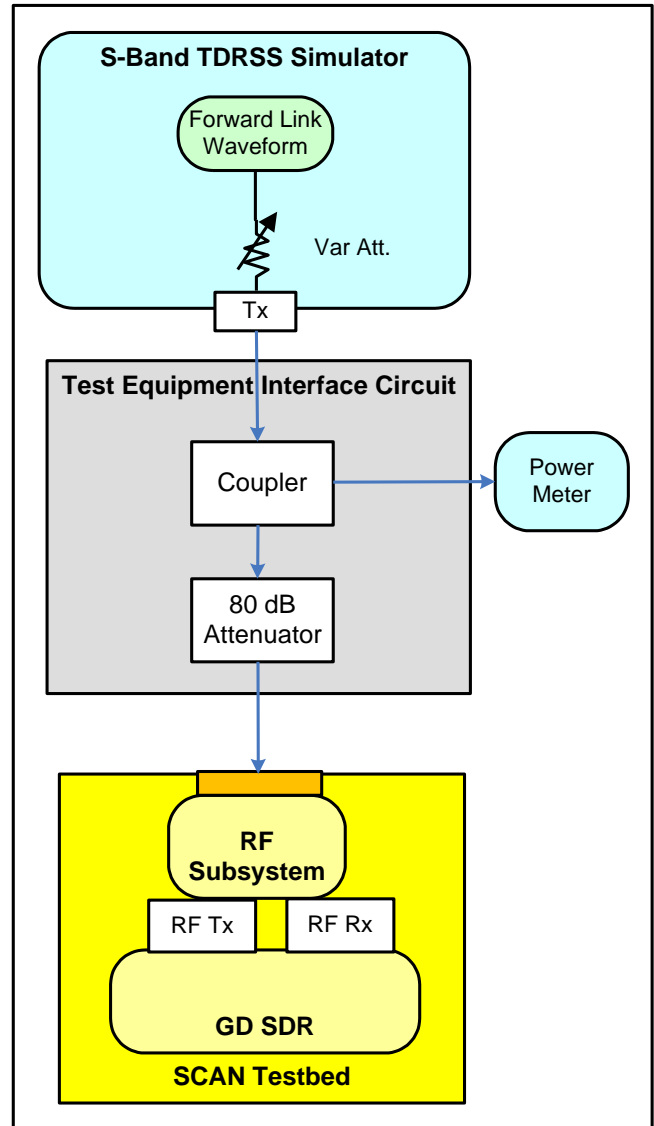 S-Band TDRSS Simulator
Forward Link
Waveform
Var Att.
Tx
Test Equipment Interface Circuit
Coupler
Power
Meter
80 dB
Attenuator
RF
Subsystem
RF Tx
RF Rx
GD SDR
SCAN Testbed